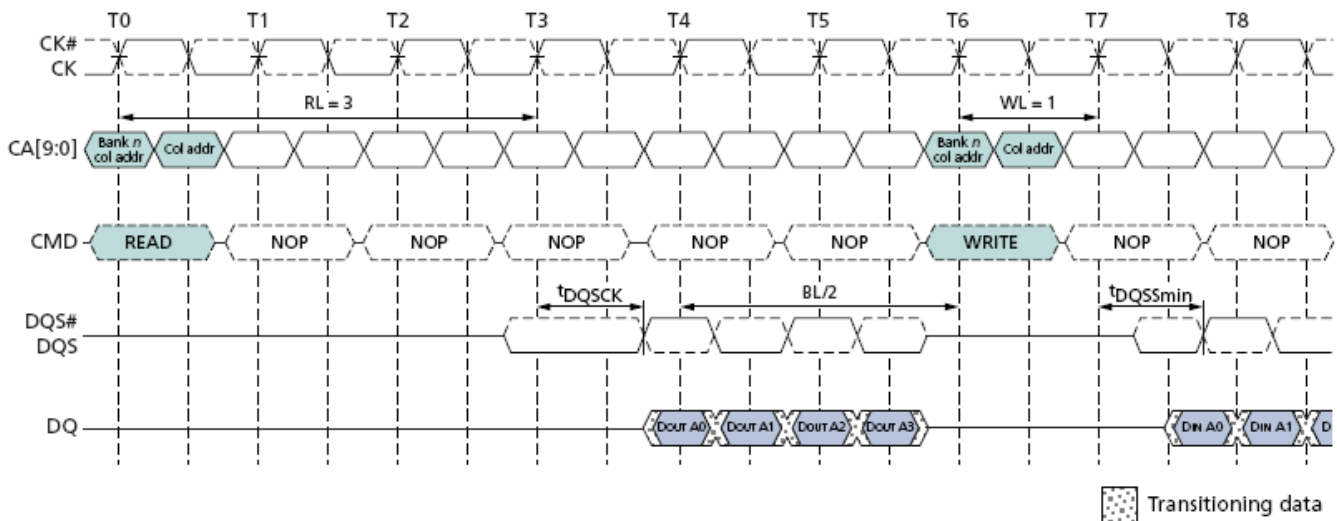 T0 T1 T2 T3 T4 T5 T6 T7 T8
CK#
CK
RL = 3 WL = 1
CA[9:0] Bank n col addr Col addr Bank n col addr Col addr
CMD READ NOP NOP NOP NOP NOP WRITE NOP NOP
tDQSCK BL/2 tDQSSmin
DQS#
DQS
DQ DOUT A0 DOUT A1 DOUT A2 DOUT A3 DIN A0 DIN A1 D
Transitioning data